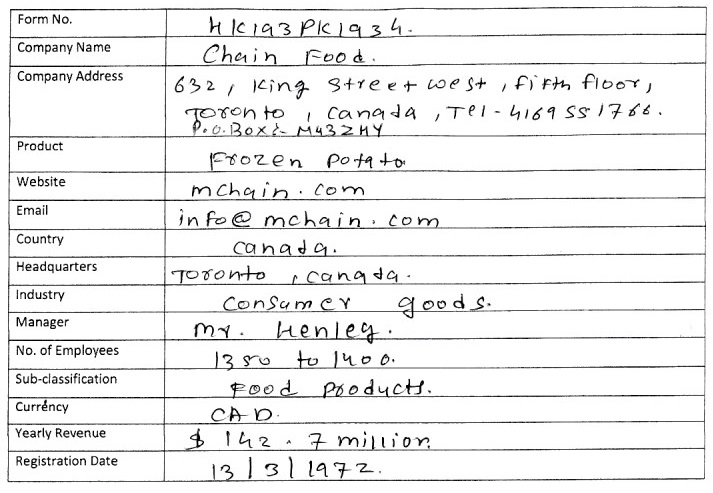 Form No. HK193PK1934.
Company Name Chain Food.
Company Address 632, King Street west, fifth floor,
Toronto, Canada, Tel-4169551766.
P.O.Box:- M432HY
Product Frozen Potato
Website mchain.com
Email info@mchain.com
Country Canada.
Headquarters Toronto, Canada.
Industry Consumer goods.
Manager Mr. Henley.
No. of Employees 1350 to 1400.
Sub-classification Food Products.
Currency CAD.
Yearly Revenue $ 142.7 million
Registration Date 13/3/1972.